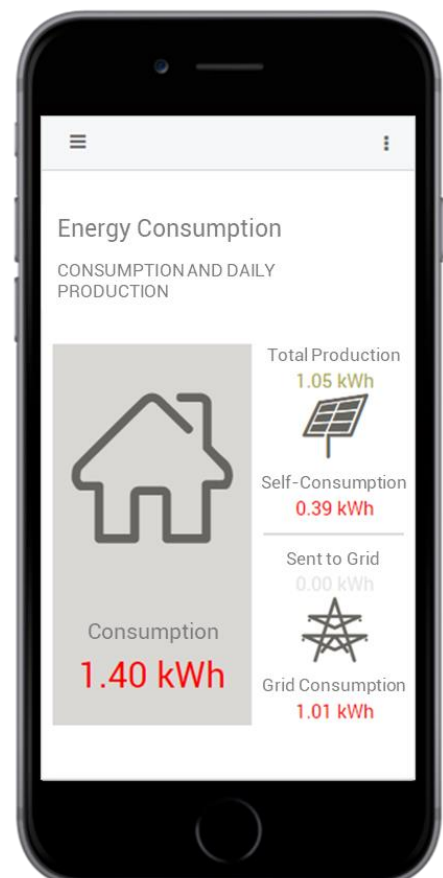 Energy Consumption
CONSUMPTION AND DAILY
PRODUCTION
Total Production
1.05 kWh
Self-Consumption
0.39 kWh
Sent to Grid
0.00 kWh
Consumption
1.40 kWh
Grid Consumption
1.01 kWh